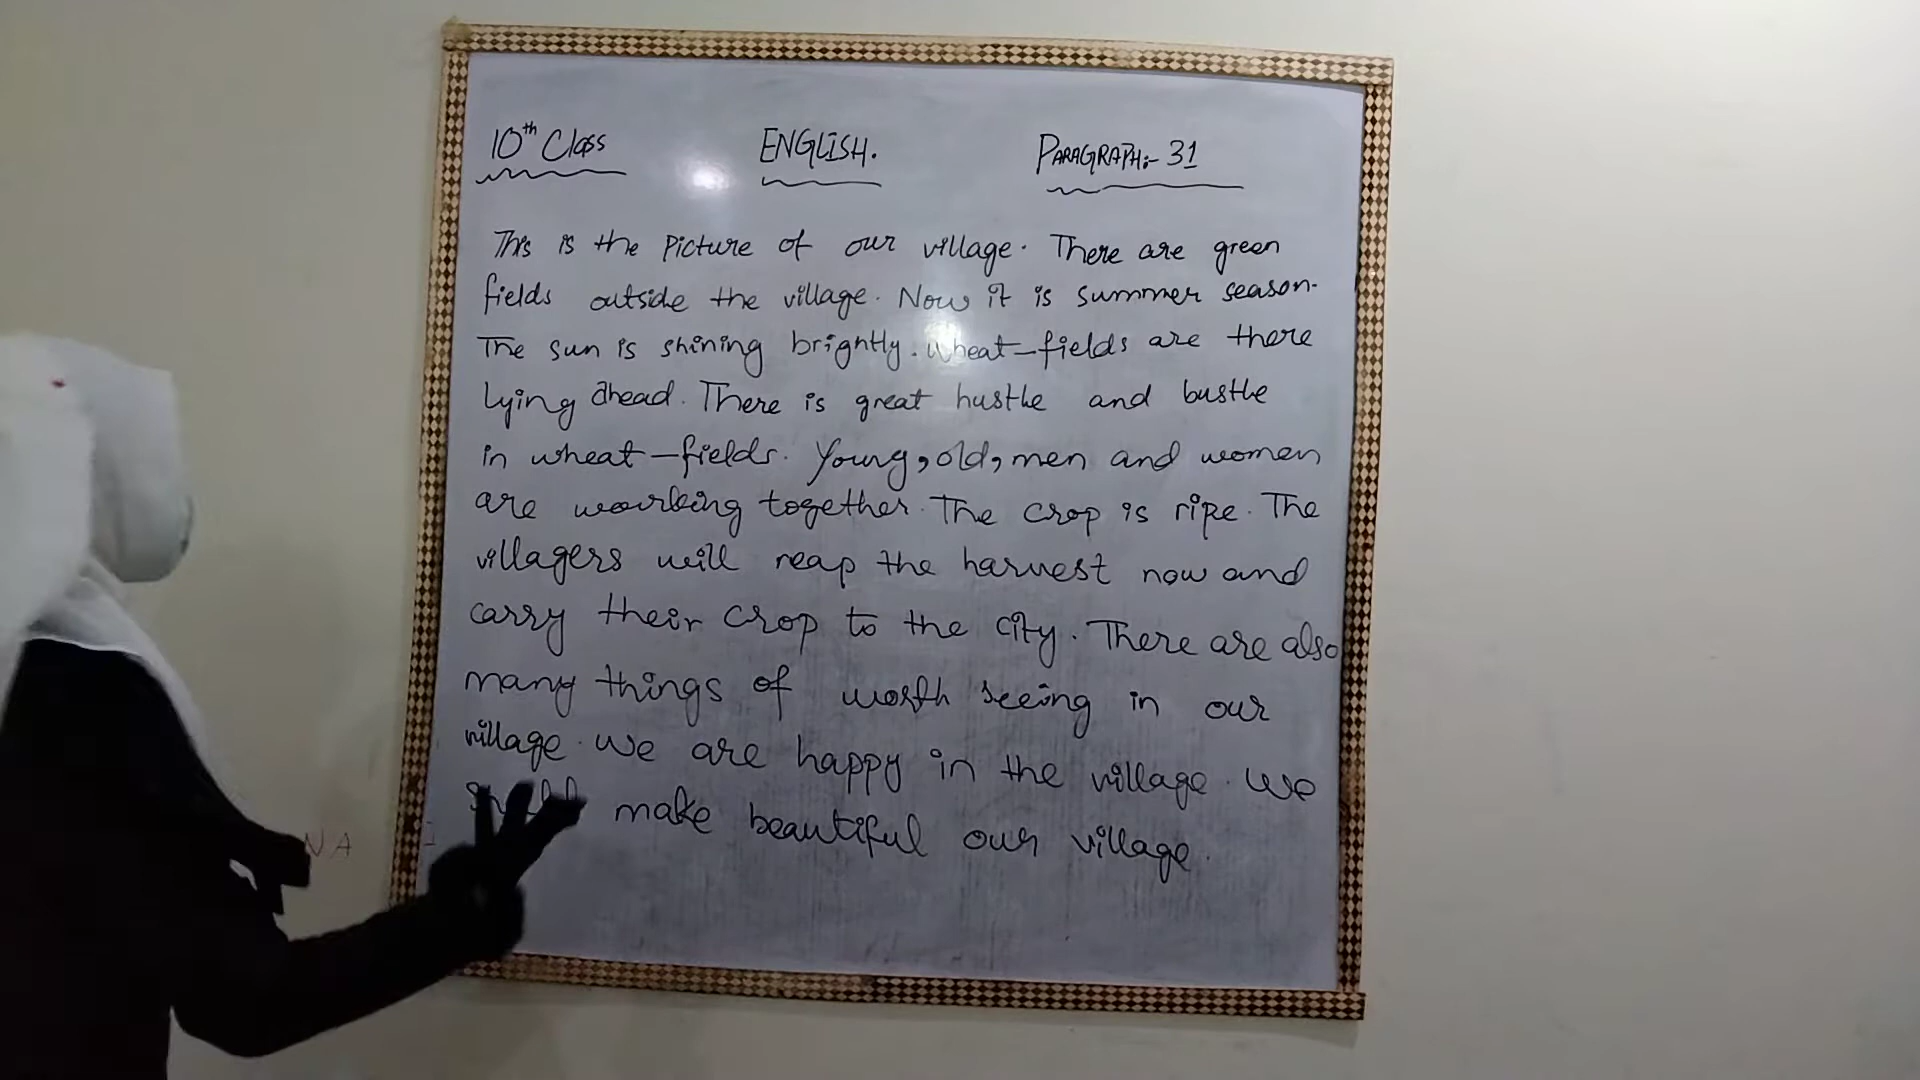 10th Class ENGLISH. PARAGRAPH:- 31
This is the Picture of our village. There are green
fields outside the village. Now it is summer season.
The sun is shining brightly. Wheat-fields are there
lying ahead. There is great hustle and bustle
in wheat-fields. Young, old, men and women
are working together. The crop is ripe. The
villagers will reap the harvest now and
carry their crop to the city. There are also
many things of worth seeing in our
village. We are happy in the village. We
make beautiful our village.
NA